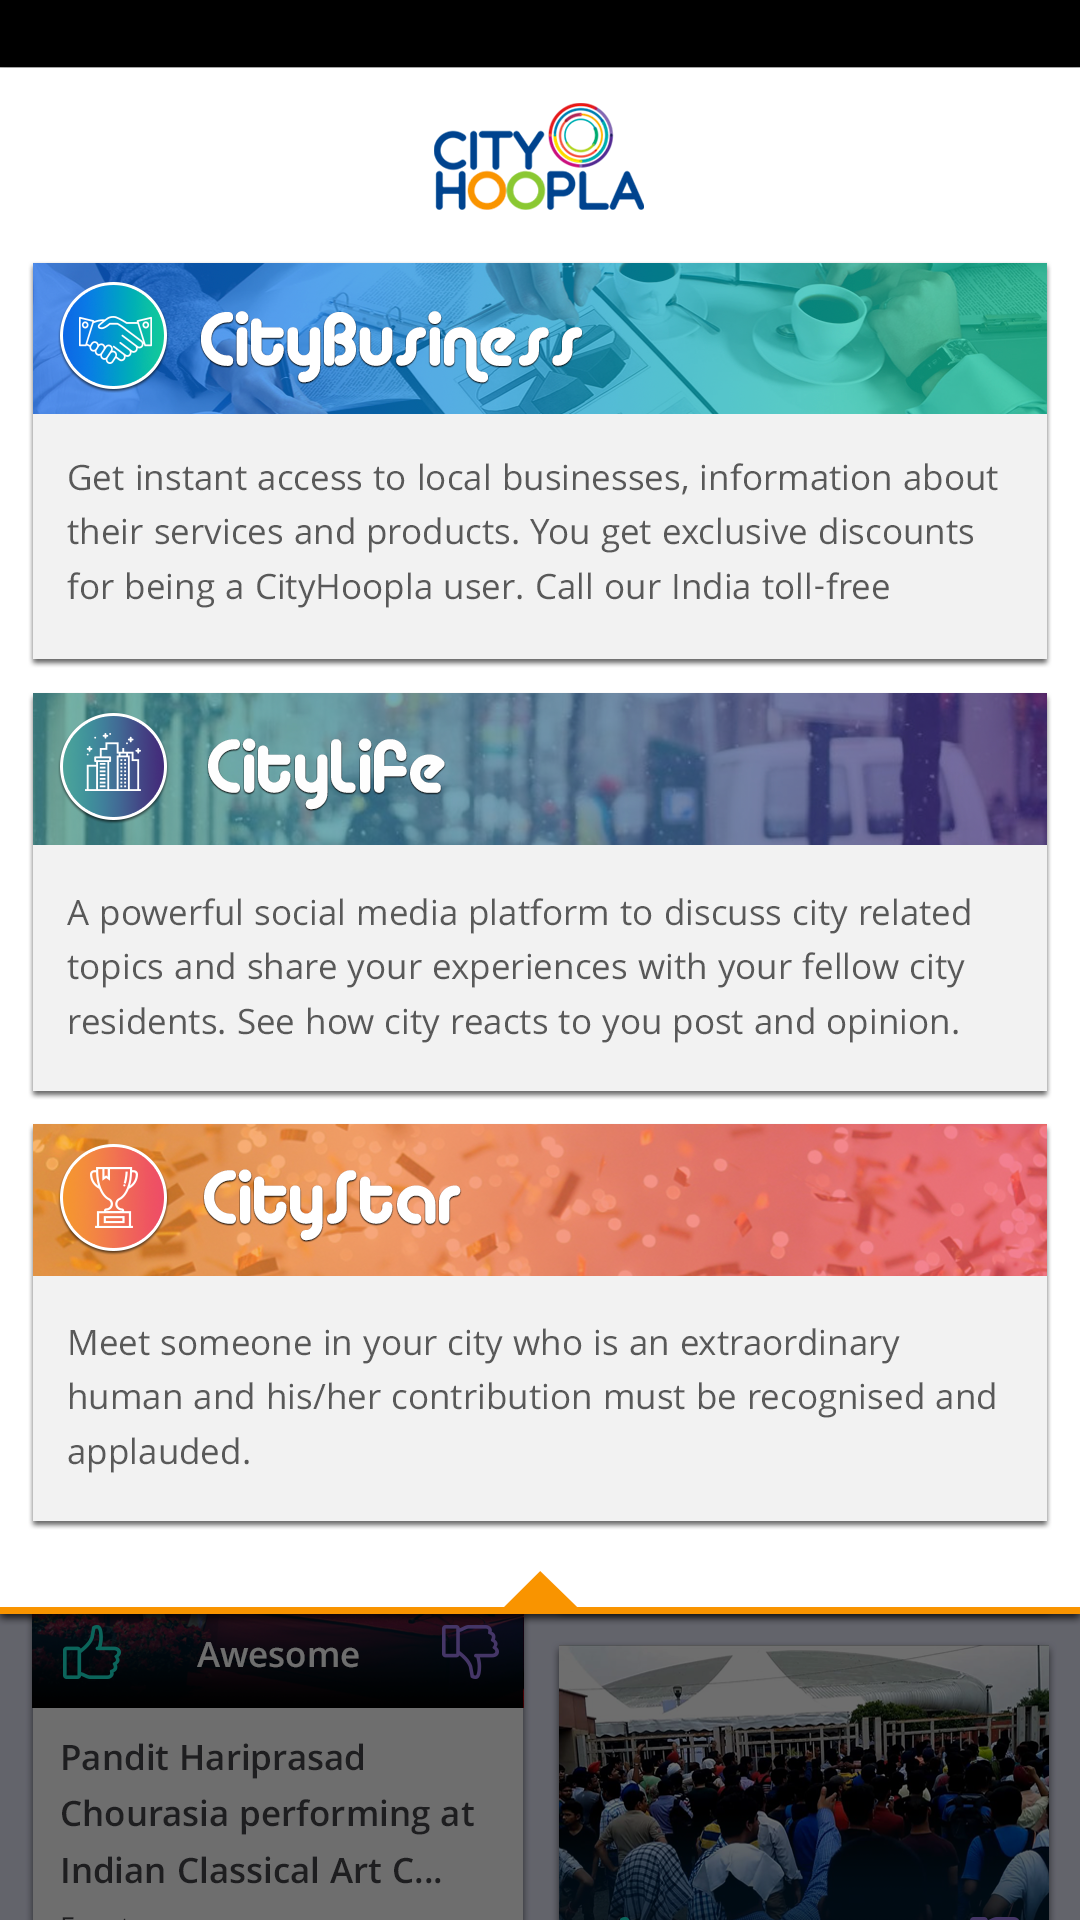 CITY
HOOPLA
CityBusiness
Get instant access to local businesses, information about
their services and products. You get exclusive discounts
for being a CityHoopla user. Call our India toll-free
CityLife
A powerful social media platform to discuss city related
topics and share your experiences with your fellow city
residents. See how city reacts to you post and opinion.
CityStar
Meet someone in your city who is an extraordinary
human and his/her contribution must be recognised and
applauded.
Awesome
Pandit Hariprasad
Chourasia performing at
Indian Classical Art C...